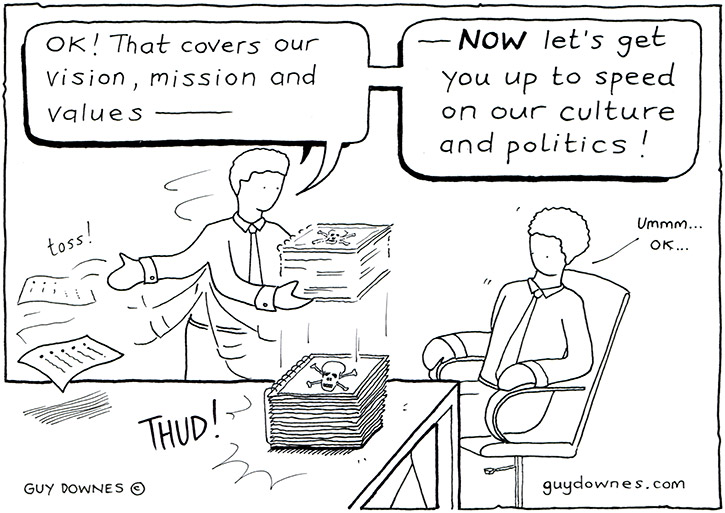 OK! That covers our
vision, mission and
values —
— NOW let's get
you up to speed
on our culture
and politics!
toss!
Ummm...
OK...
THUD!
GUY DOWNES ©
guydownes.com